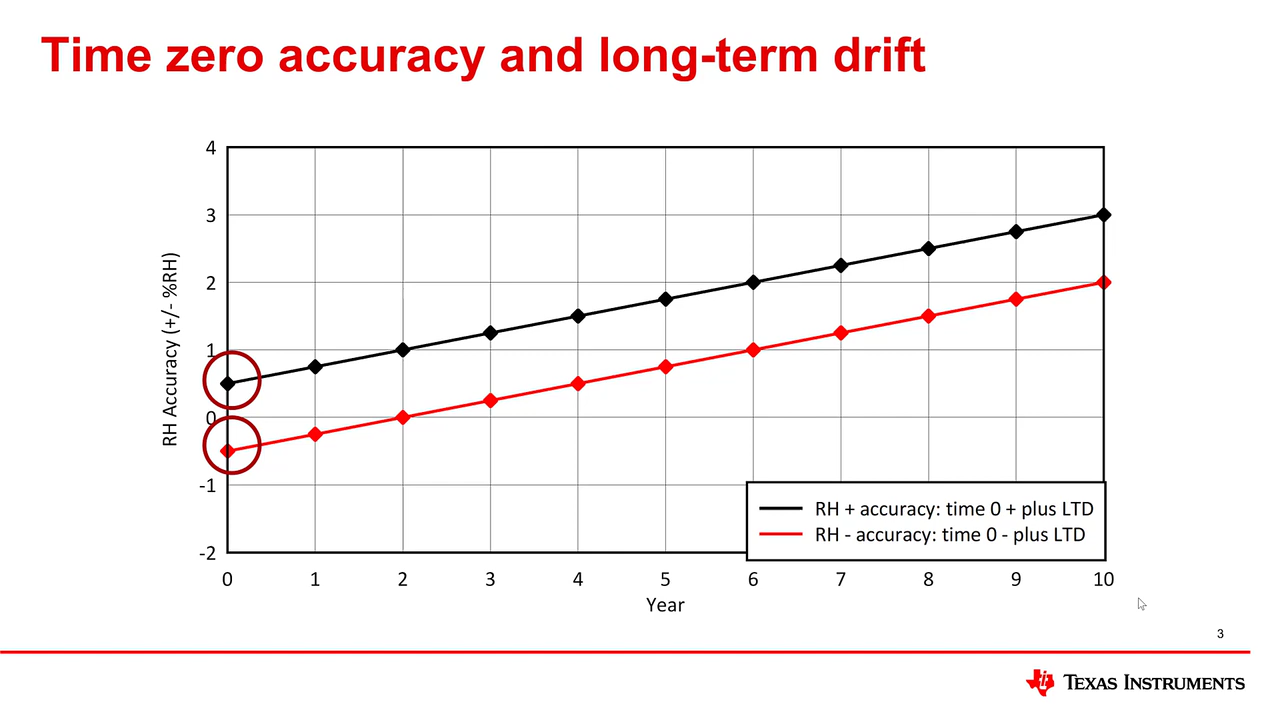 Time zero accuracy and long-term drift
4
3
2
1
0
-1
-2
RH Accuracy (+/- %RH)
RH + accuracy: time 0 + plus LTD
RH - accuracy: time 0 - plus LTD
0 1 2 3 4 5 6 7 8 9 10
Year
3
TEXAS INSTRUMENTS